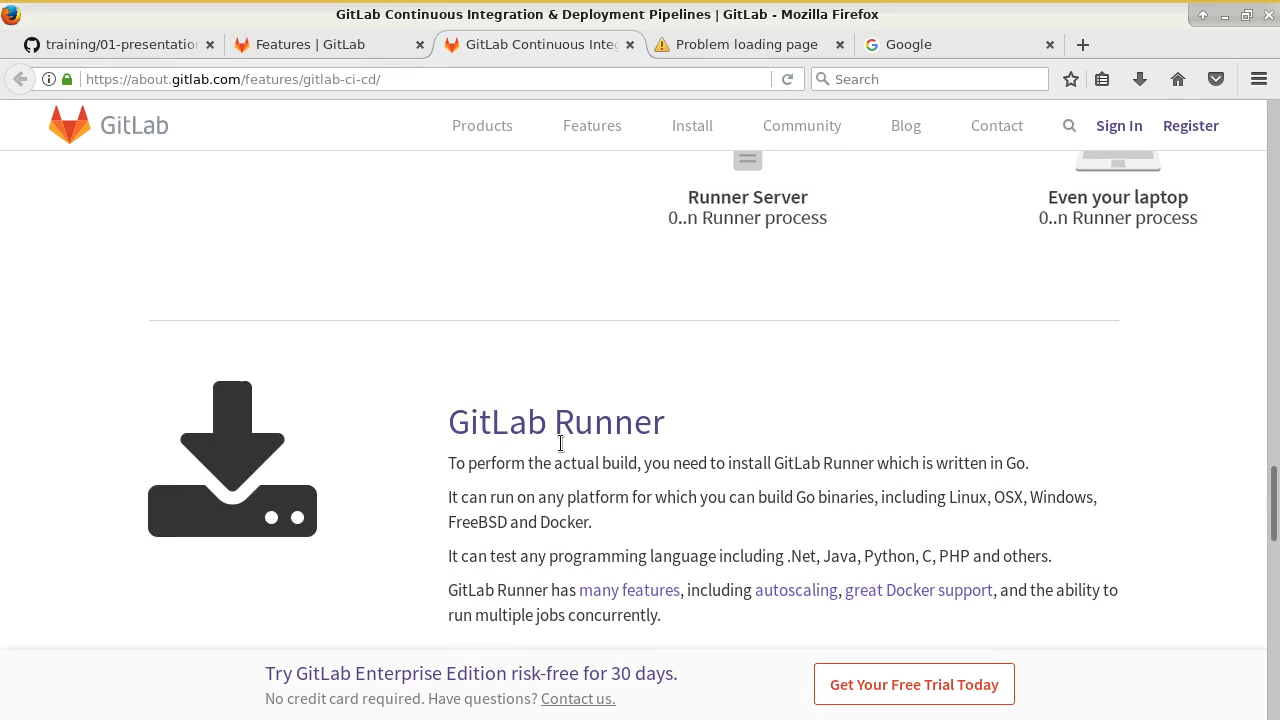 GitLab Continuous Integration & Deployment Pipelines | GitLab - Mozilla Firefox
training/01-presentation
Features | GitLab
GitLab Continuous Integ
Problem loading page
Google
https://about.gitlab.com/features/gitlab-ci-cd/
Search
GitLab
Products
Features
Install
Community
Blog
Contact
Sign In
Register
Runner Server
0..n Runner process
Even your laptop
0..n Runner process
GitLab Runner
To perform the actual build, you need to install GitLab Runner which is written in Go.
It can run on any platform for which you can build Go binaries, including Linux, OSX, Windows,
FreeBSD and Docker.
It can test any programming language including .Net, Java, Python, C, PHP and others.
GitLab Runner has many features, including autoscaling, great Docker support, and the ability to
run multiple jobs concurrently.
Try GitLab Enterprise Edition risk-free for 30 days.
No credit card required. Have questions? Contact us.
Get Your Free Trial Today